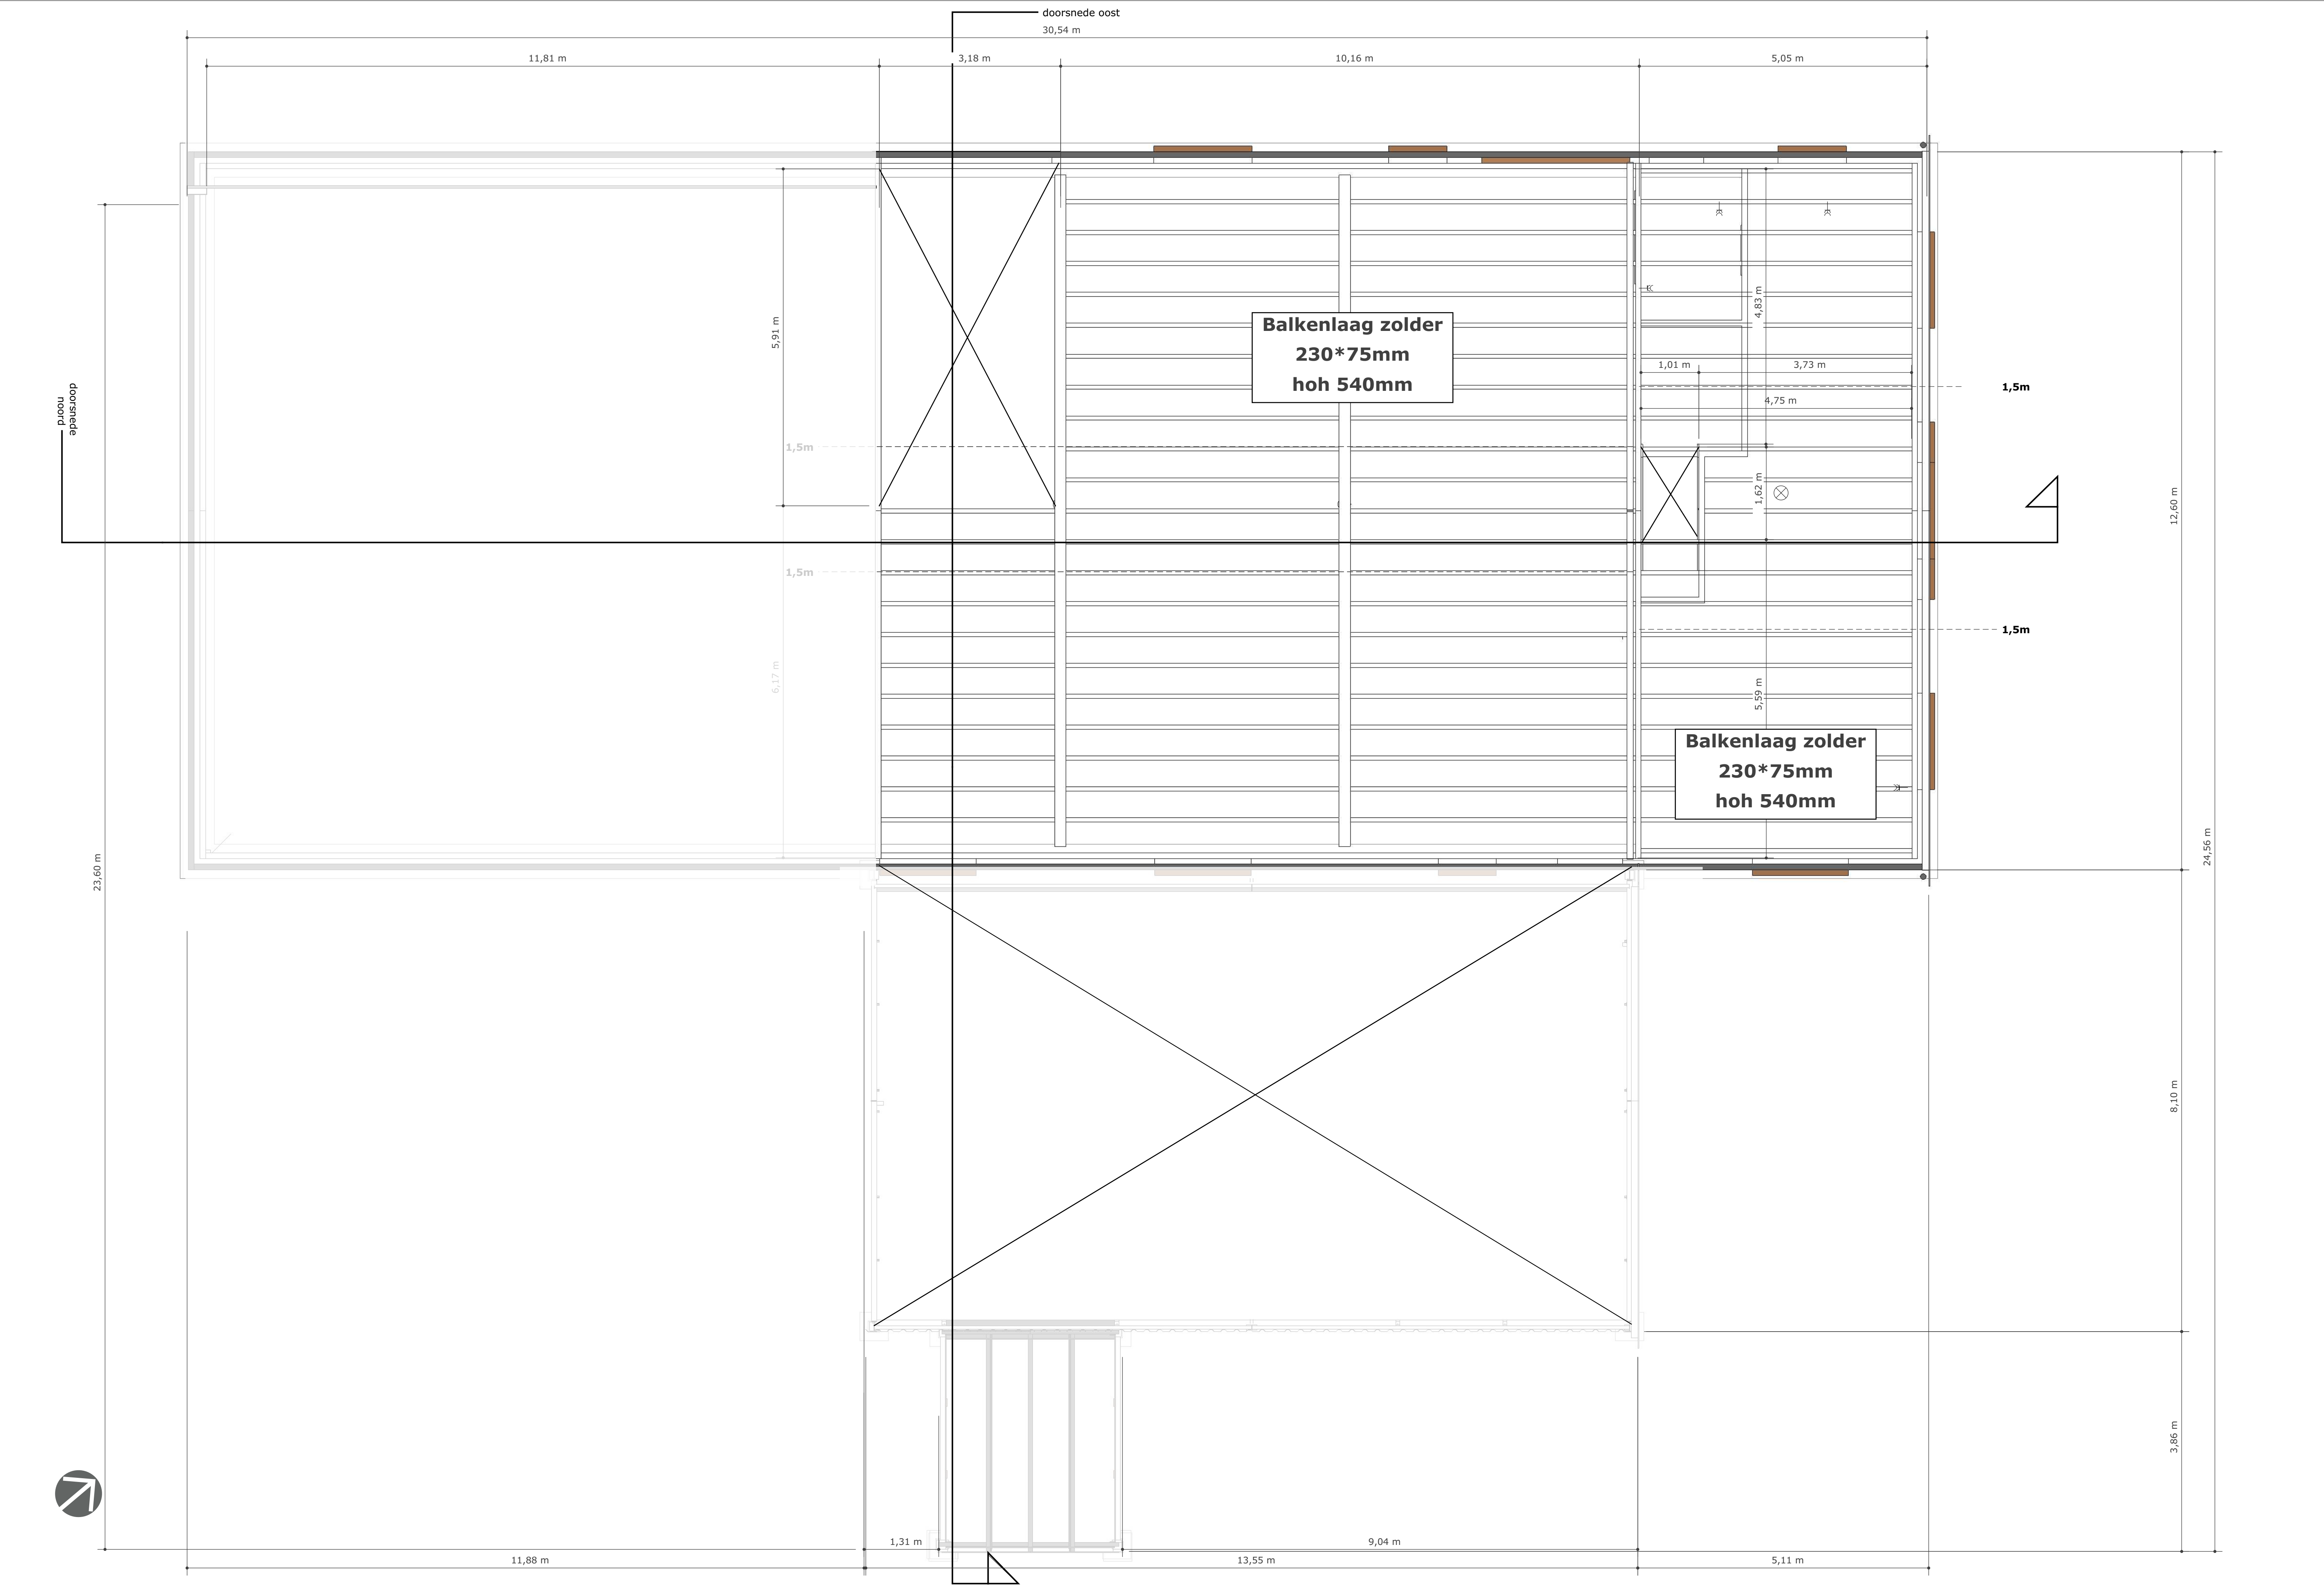 doorsnede oost
30,54 m
11,81 m
3,18 m
10,16 m
5,05 m
5,91 m
4,83 m
Balkenlaag zolder
230*75mm
hoh 540mm
1,01 m
3,73 m
1,5m
4,75 m
doorsnede
noord
1,5m
1,62 m
12,60 m
1,5m
1,5m
6,17 m
5,59 m
Balkenlaag zolder
230*75mm
hoh 540mm
23,60 m
24,56 m
8,10 m
3,86 m
1,31 m
9,04 m
11,88 m
13,55 m
5,11 m